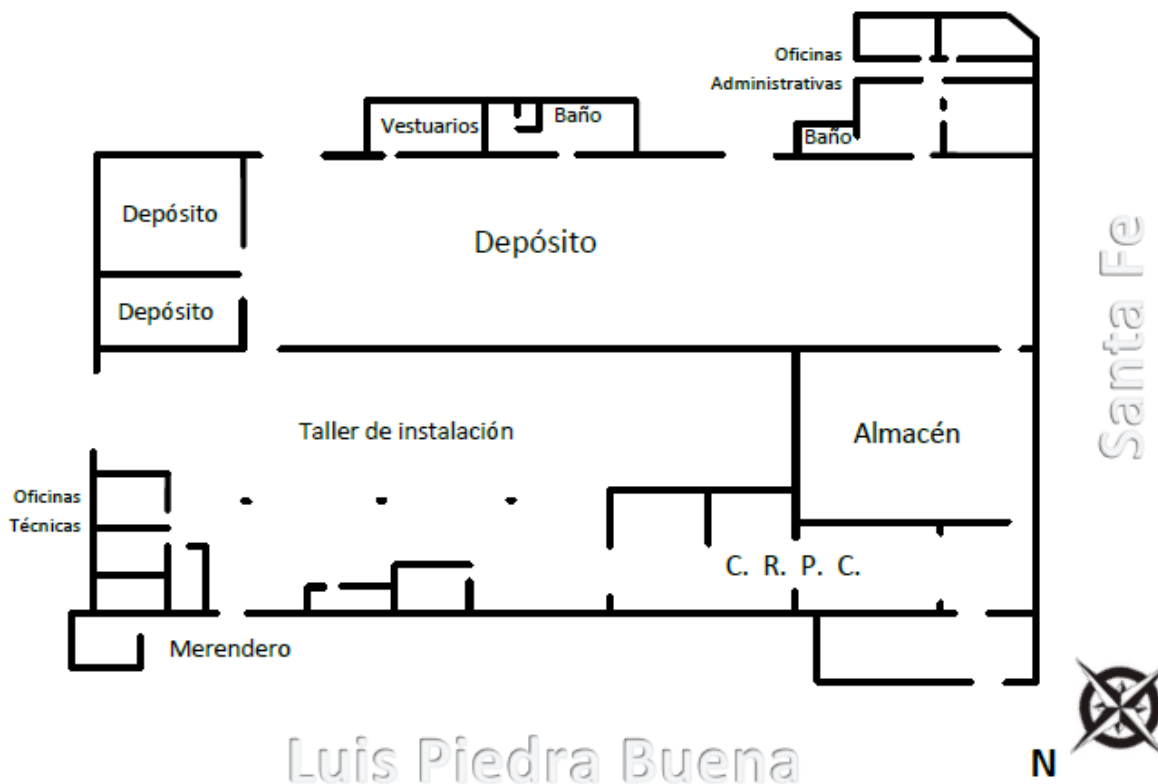 Oficinas
Administrativas
Vestuarios
Baño
Baño
Depósito
Depósito
Depósito
Santa Fe
Taller de instalación
Almacén
Oficinas
Técnicas
C. R. P. C.
Merendero
Luis Piedra Buena
N